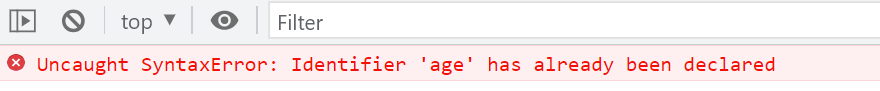 top ▼ Filter
Uncaught SyntaxError: Identifier 'age' has already been declared